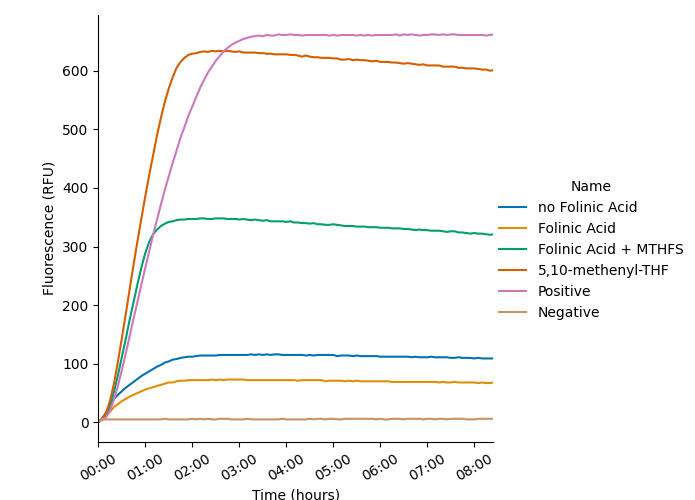 600
500
400
300
200
100
0
Fluorescence (RFU)
00:00 01:00 02:00 03:00 04:00 05:00 06:00 07:00 08:00
Time (hours)
Name
no Folinic Acid
Folinic Acid
Folinic Acid + MTHFS
5,10-methenyl-THF
Positive
Negative